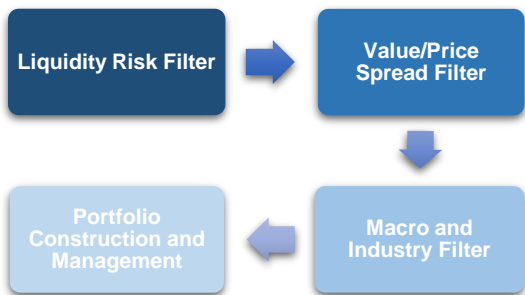 Liquidity Risk Filter
Value/Price
Spread Filter
Macro and
Industry Filter
Portfolio
Construction and
Management